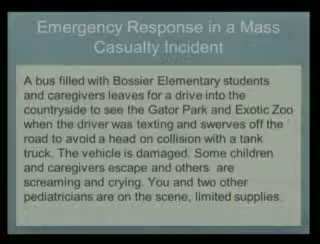 Emergency Response in a Mass
Casualty Incident
A bus filled with Bossier Elementary students
and caregivers leaves for a drive into the
countryside to see the Gator Park and Exotic Zoo
when the driver was texting and swerves off the
road to avoid a head on collision with a tank
truck. The vehicle is damaged. Some children
and caregivers escape and others are
screaming and crying. You and two other
pediatricians are on the scene, limited supplies.